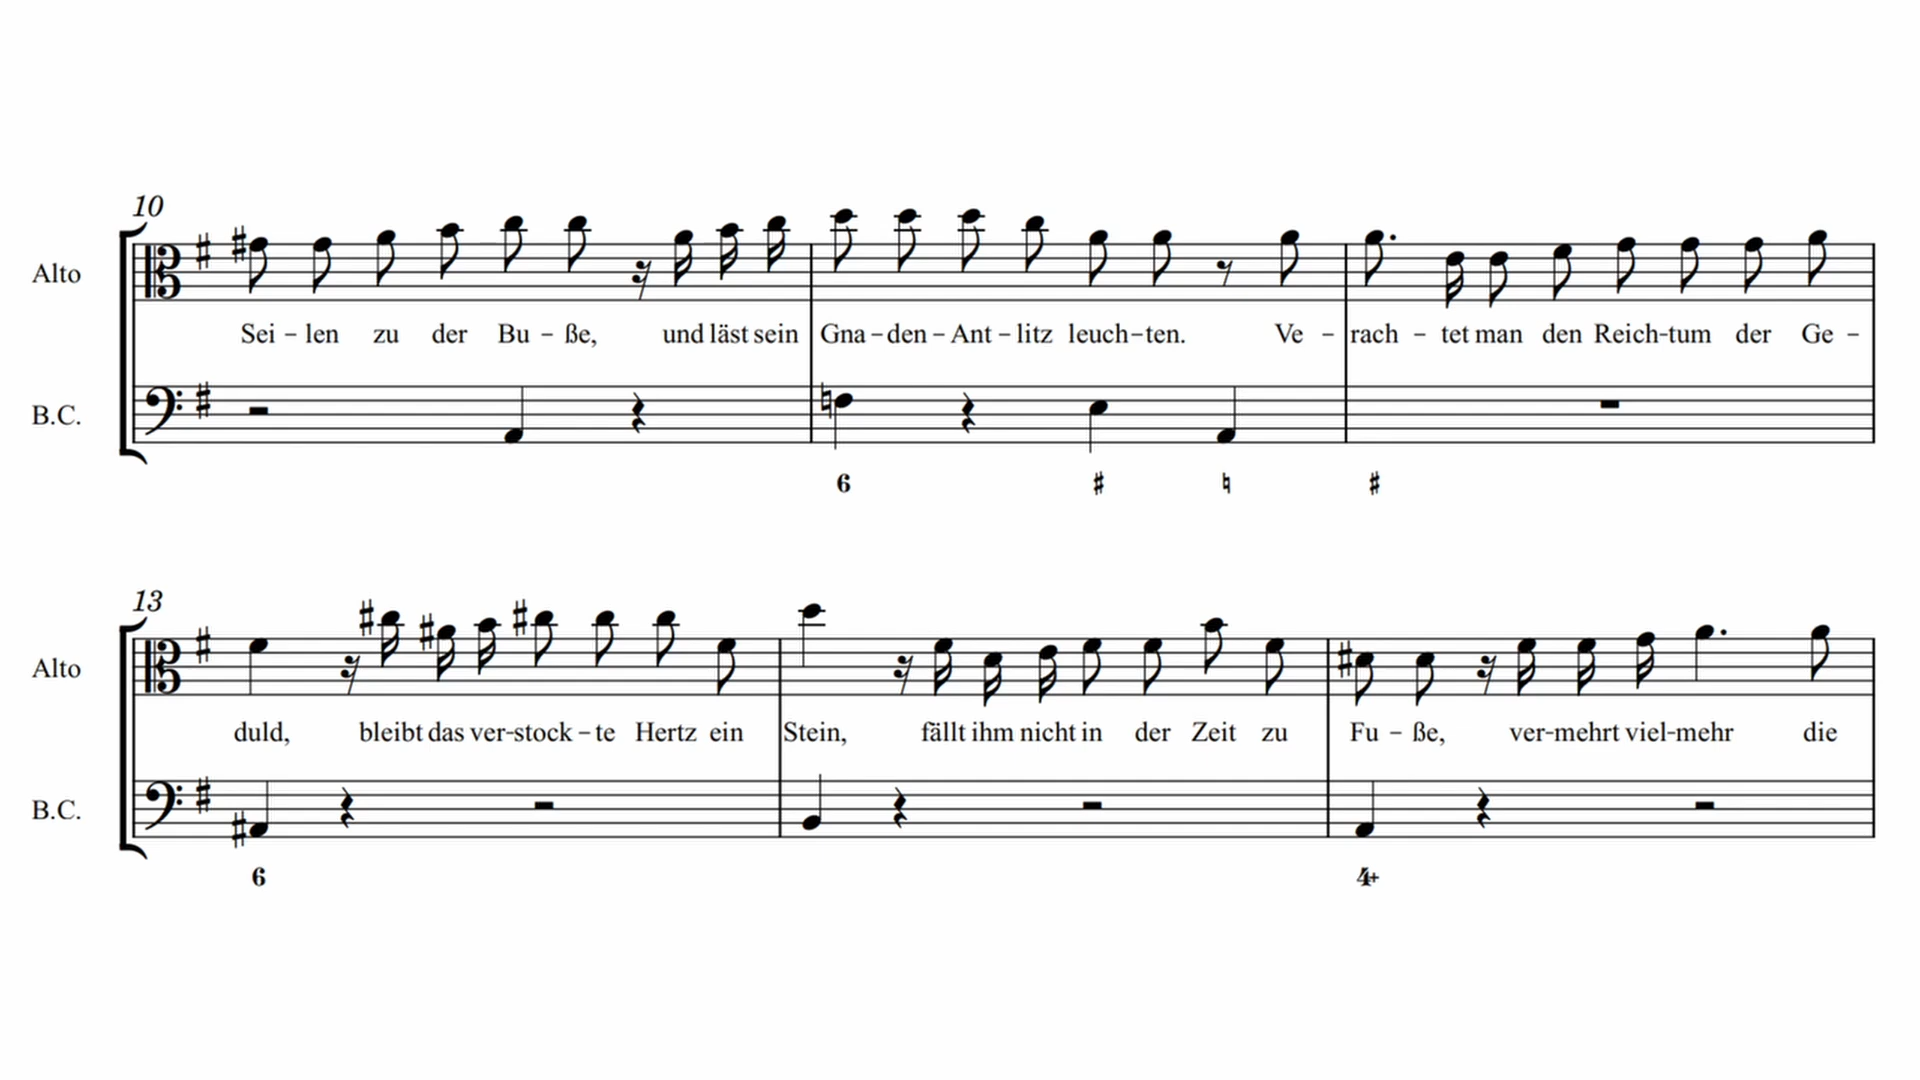 10
Alto
Sei – len zu der Bu – ße, und läst sein Gna – den – Ant – litz leuch – ten. Ve – rach – tet man den Reich – tum der Ge –
B.C.
6 ♯ ♮ ♯
13
Alto
duld, bleibt das ver – stock – te Hertz ein Stein, fällt ihm nicht in der Zeit zu Fu – ße, ver – mehrt viel – mehr die
B.C.
6 4+